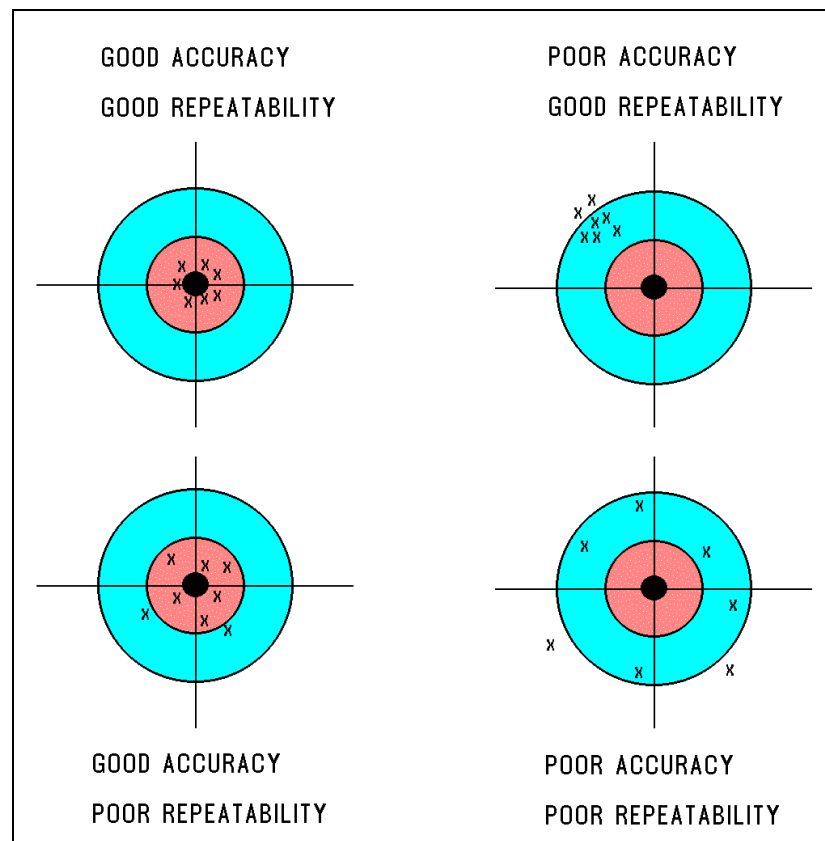 GOOD ACCURACY
GOOD REPEATABILITY
POOR ACCURACY
GOOD REPEATABILITY
x x x x x x x
x x x x x x x x
x x x x x x x x
x x x x x x x
GOOD ACCURACY
POOR REPEATABILITY
POOR ACCURACY
POOR REPEATABILITY